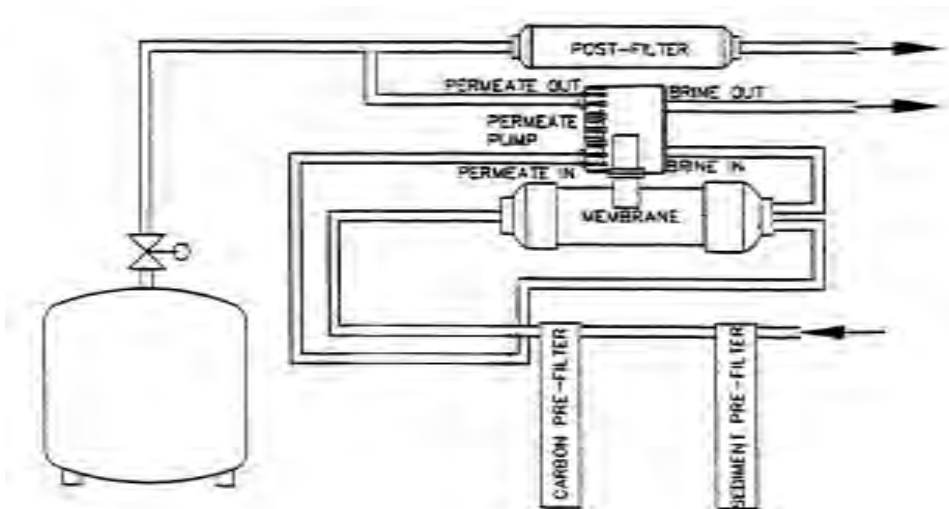 POST-FILTER
PERMEATE OUT
BRINE OUT
PERMEATE
PUMP
PERMEATE IN
BRINE IN
MEMBRANE
CARBON PRE-FILTER
SEDIMENT PRE-FILTER